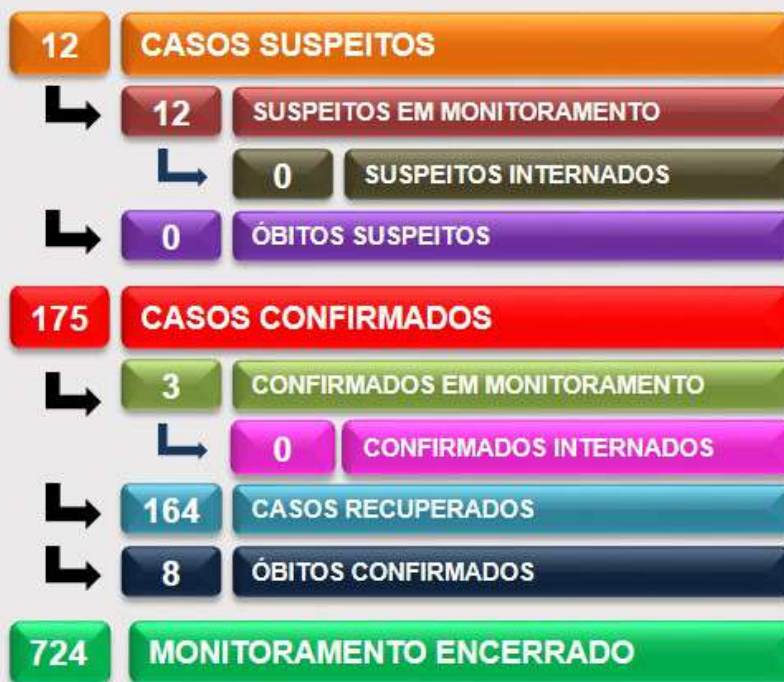 12 CASOS SUSPEITOS
12 SUSPEITOS EM MONITORAMENTO
0 SUSPEITOS INTERNADOS
0 ÓBITOS SUSPEITOS
175 CASOS CONFIRMADOS
3 CONFIRMADOS EM MONITORAMENTO
0 CONFIRMADOS INTERNADOS
164 CASOS RECUPERADOS
8 ÓBITOS CONFIRMADOS
724 MONITORAMENTO ENCERRADO